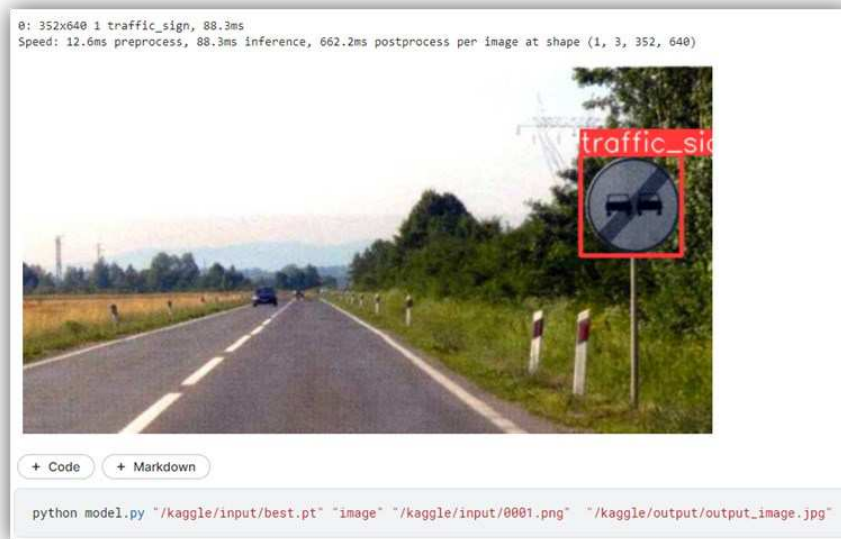 0: 352x640 1 traffic_sign, 88.3ms
Speed: 12.6ms preprocess, 88.3ms inference, 662.2ms postprocess per image at shape (1, 3, 352, 640)
traffic_sig
+ Code + Markdown
python model.py "/kaggle/input/best.pt" "image" "/kaggle/input/0001.png" "/kaggle/output/output_image.jpg"